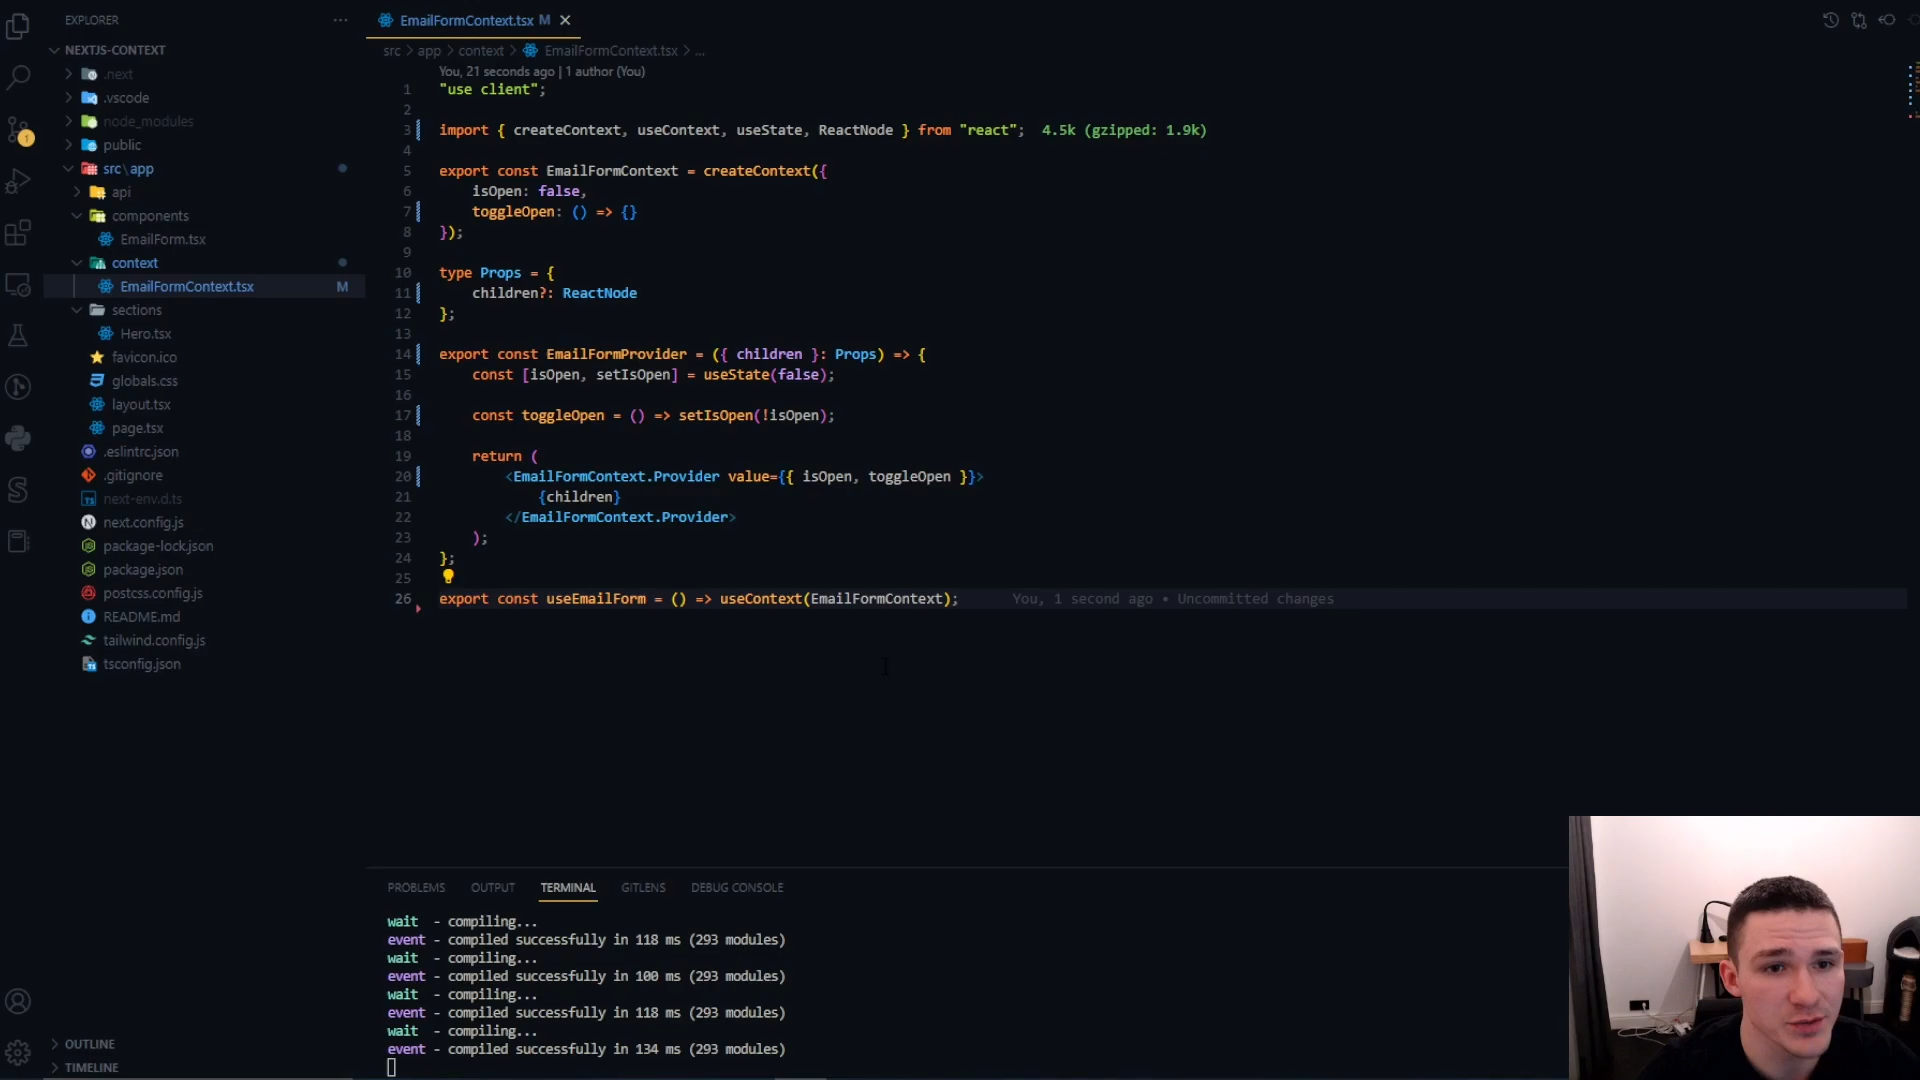 EXPLORER
NEXTJS-CONTEXT
.next
.vscode
node_modules
public
src\app
api
components
EmailForm.tsx
context
EmailFormContext.tsx M
sections
Hero.tsx
favicon.ico
globals.css
layout.tsx
page.tsx
.eslintrc.json
.gitignore
next-env.d.ts
next.config.js
package-lock.json
package.json
postcss.config.js
README.md
tailwind.config.js
tsconfig.json
OUTLINE
TIMELINE
1
EmailFormContext.tsx M
src > app > context > EmailFormContext.tsx > ...
You, 21 seconds ago | 1 author (You)
1 "use client";
2
3 import { createContext, useContext, useState, ReactNode } from "react"; 4.5k (gzipped: 1.9k)
4
5 export const EmailFormContext = createContext({
6 isOpen: false,
7 toggleOpen: () => {}
8 });
9
10 type Props = {
11 children?: ReactNode
12 };
13
14 export const EmailFormProvider = ({ children }: Props) => {
15 const [isOpen, setIsOpen] = useState(false);
16
17 const toggleOpen = () => setIsOpen(!isOpen);
18
19 return (
20 <EmailFormContext.Provider value={{ isOpen, toggleOpen }}>
21 {children}
22 </EmailFormContext.Provider>
23 );
24 };
25
26 export const useEmailForm = () => useContext(EmailFormContext); You, 1 second ago • Uncommitted changes
PROBLEMS OUTPUT TERMINAL GITLENS DEBUG CONSOLE
wait - compiling...
event - compiled successfully in 118 ms (293 modules)
wait - compiling...
event - compiled successfully in 100 ms (293 modules)
wait - compiling...
event - compiled successfully in 118 ms (293 modules)
wait - compiling...
event - compiled successfully in 134 ms (293 modules)